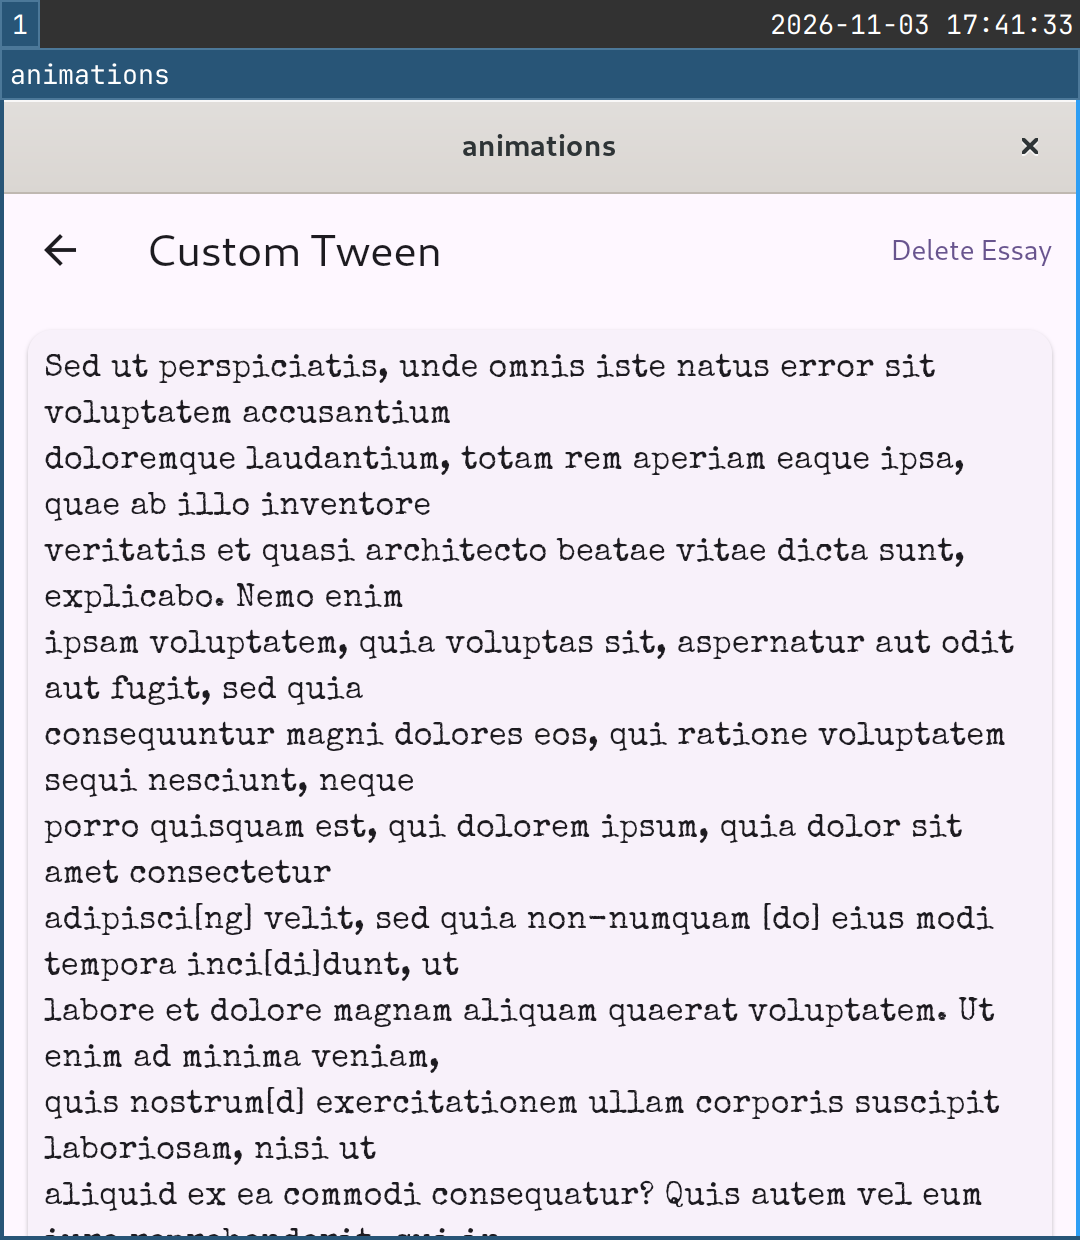 1
2026-11-03 17:41:33
animations
animations
Custom Tween
Delete Essay
Sed ut perspiciatis, unde omnis iste natus error sit
voluptatem accusantium
doloremque laudantium, totam rem aperiam eaque ipsa,
quae ab illo inventore
veritatis et quasi architecto beatae vitae dicta sunt,
explicabo. Nemo enim
ipsam voluptatem, quia voluptas sit, aspernatur aut odit
aut fugit, sed quia
consequuntur magni dolores eos, qui ratione voluptatem
sequi nesciunt, neque
porro quisquam est, qui dolorem ipsum, quia dolor sit
amet consectetur
adipisci[ng] velit, sed quia non-numquam [do] eius modi
tempora inci[di]dunt, ut
labore et dolore magnam aliquam quaerat voluptatem. Ut
enim ad minima veniam,
quis nostrum[d] exercitationem ullam corporis suscipit
laboriosam, nisi ut
aliquid ex ea commodi consequatur? Quis autem vel eum
iure reprehenderit, qui in